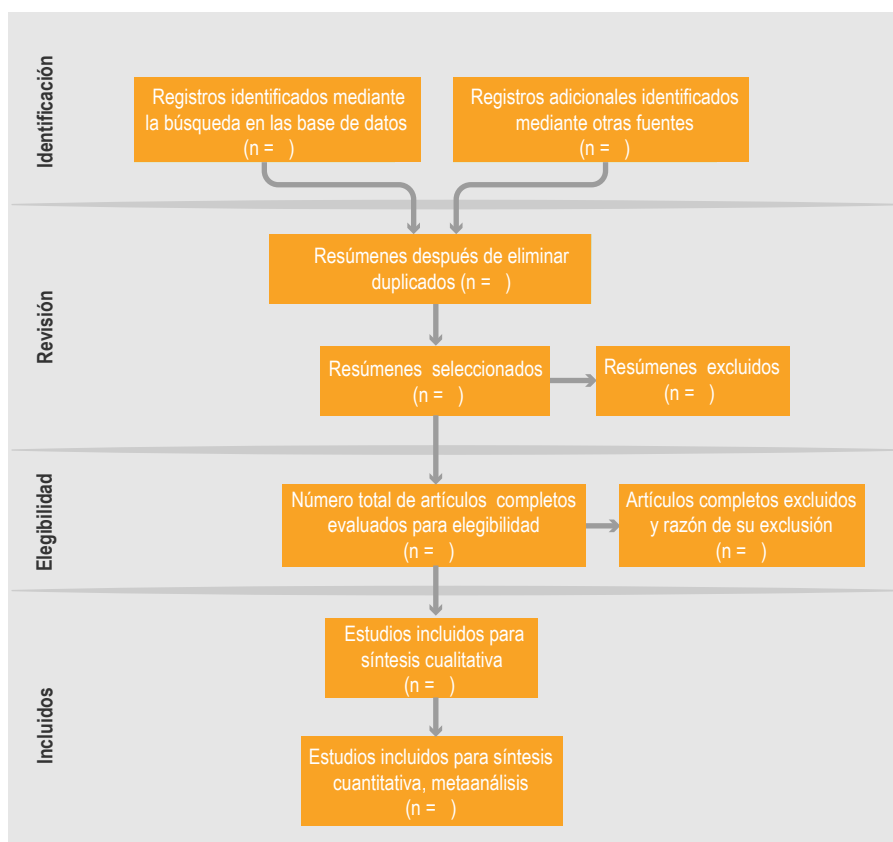 Identificación
Registros identificados mediante
la búsqueda en las base de datos
(n = )
Registros adicionales identificados
mediante otras fuentes
(n = )
Revisión
Resúmenes después de eliminar
duplicados (n = )
Resúmenes seleccionados
(n = )
Resúmenes excluidos
(n = )
Elegibilidad
Número total de artículos completos
evaluados para elegibilidad
(n = )
Artículos completos excluidos
y razón de su exclusión
(n = )
Incluidos
Estudios incluidos para
síntesis cualitativa
(n = )
Estudios incluidos para síntesis
cuantitativa, metaanálisis
(n = )